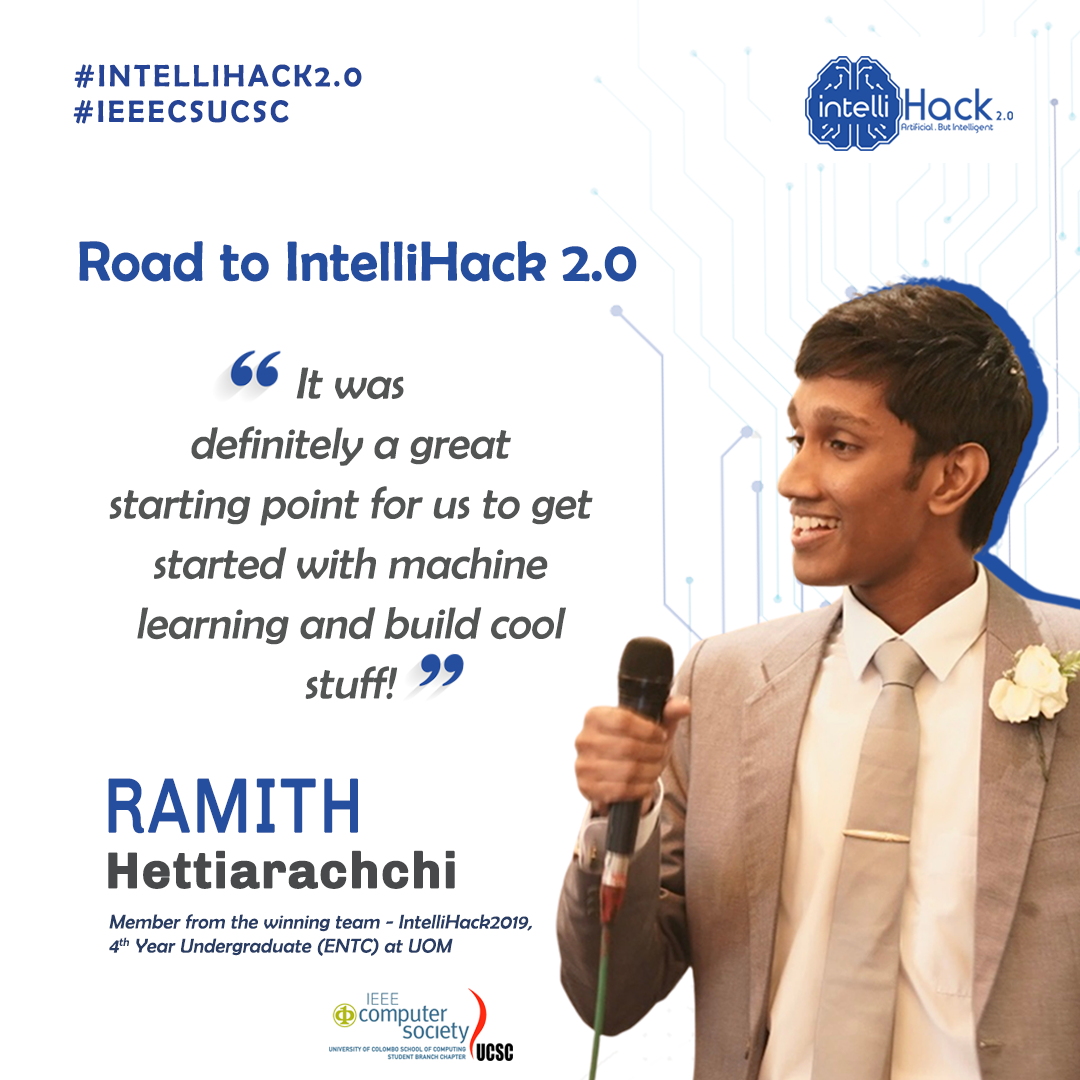 #INTELLIHACK2.0
#IEEECSUCSC
intelliHack 2.0
Artificial . But Intelligent
Road to IntelliHack 2.0
“ It was
definitely a great
starting point for us to get
started with machine
learning and build cool
stuff! ”
RAMITH
Hettiarachchi
Member from the winning team - IntelliHack2019,
4th Year Undergraduate (ENTC) at UOM
IEEE
computer
society
UNIVERSITY OF COLOMBO SCHOOL OF COMPUTING
STUDENT BRANCH CHAPTER
UCSC